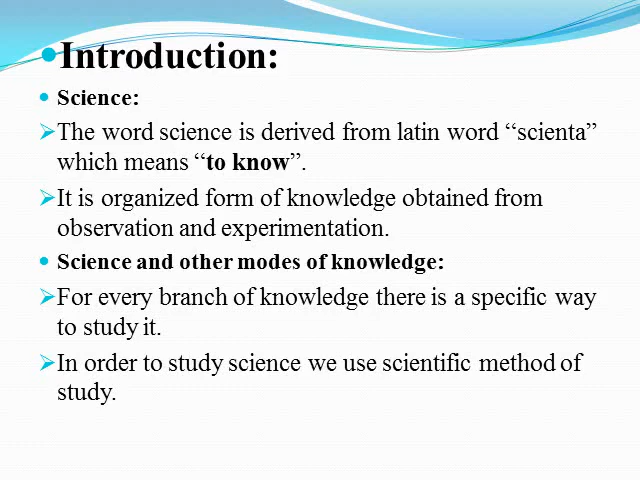 •Introduction:
• Science:
➢The word science is derived from latin word “scienta”
which means “to know”.
➢It is organized form of knowledge obtained from
observation and experimentation.
• Science and other modes of knowledge:
➢For every branch of knowledge there is a specific way
to study it.
➢In order to study science we use scientific method of
study.